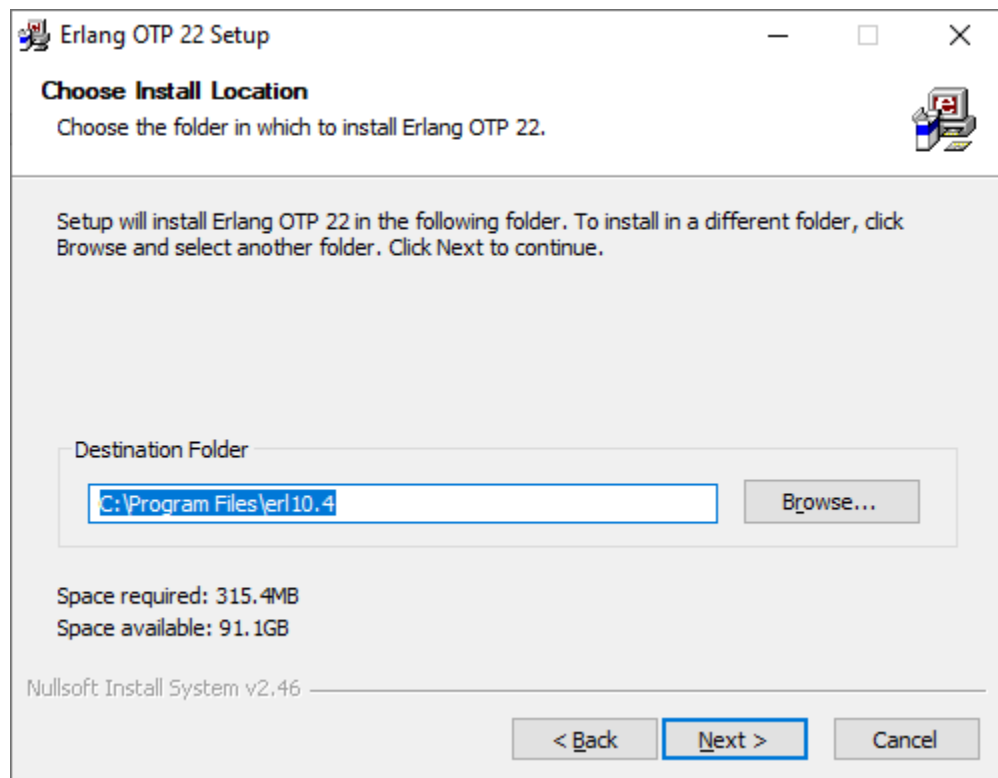 Erlang OTP 22 Setup
Choose Install Location
Choose the folder in which to install Erlang OTP 22.
Setup will install Erlang OTP 22 in the following folder. To install in a different folder, click
Browse and select another folder. Click Next to continue.
Destination Folder
C:\Program Files\erl10.4
Browse...
Space required: 315.4MB
Space available: 91.1GB
Nullsoft Install System v2.46
< Back
Next >
Cancel